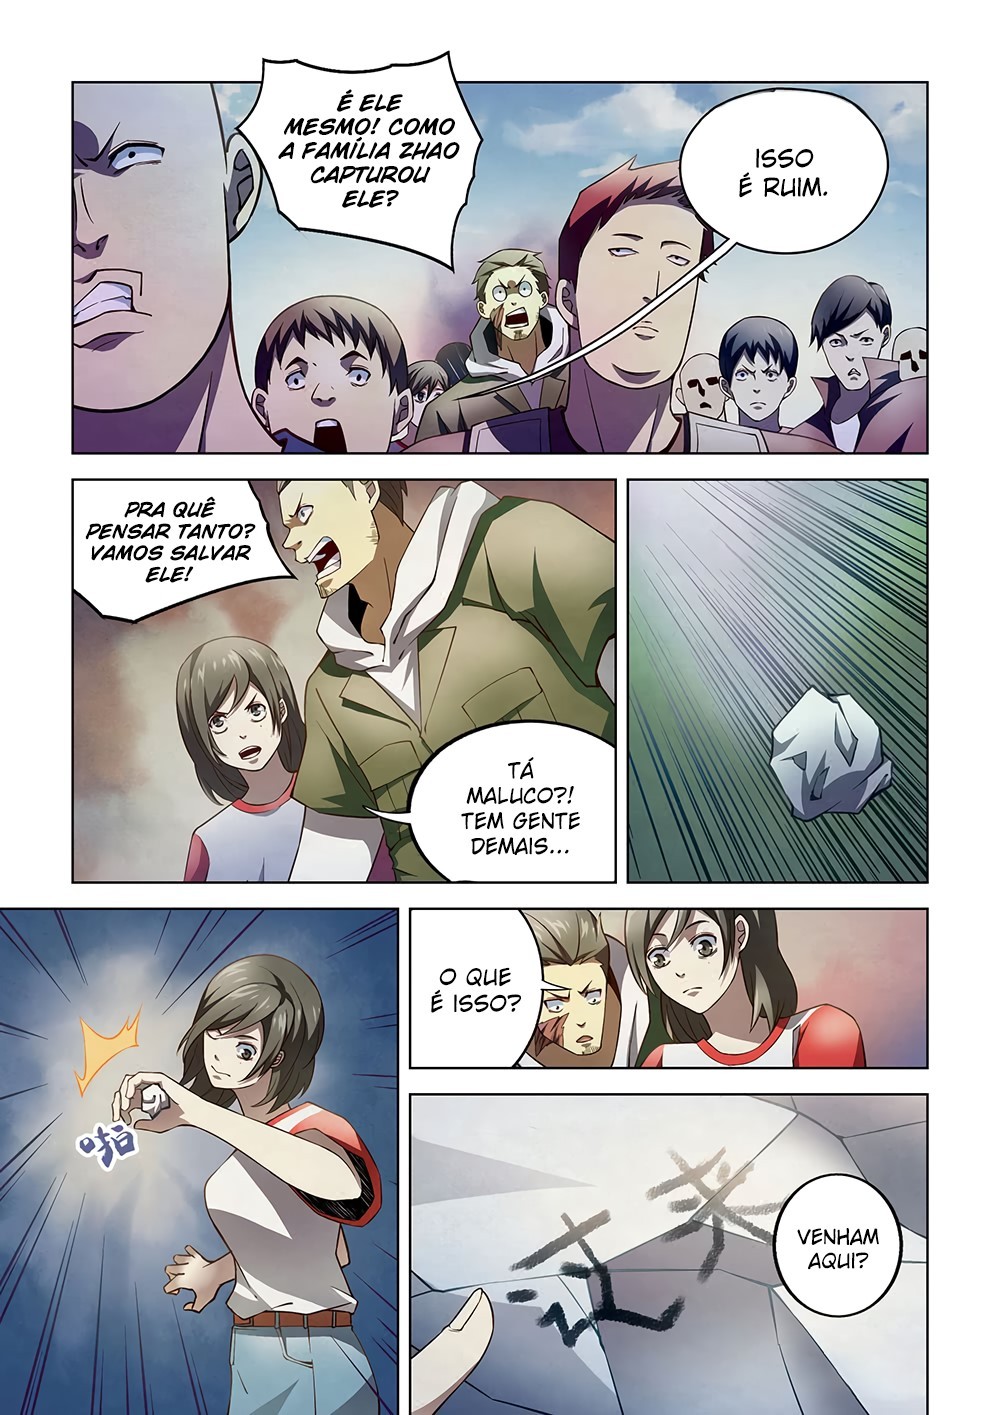 É ELE
MESMO! COMO
A FAMÍLIA ZHAO
CAPTUROU
ELE?
ISSO
É RUIM.
PRA QUÊ
PENSAR TANTO?
VAMOS SALVAR
ELE!
TÁ
MALUCO?!
TEM GENTE
DEMAIS...
啪
O QUE
É ISSO?
过来
VENHAM
AQUI?